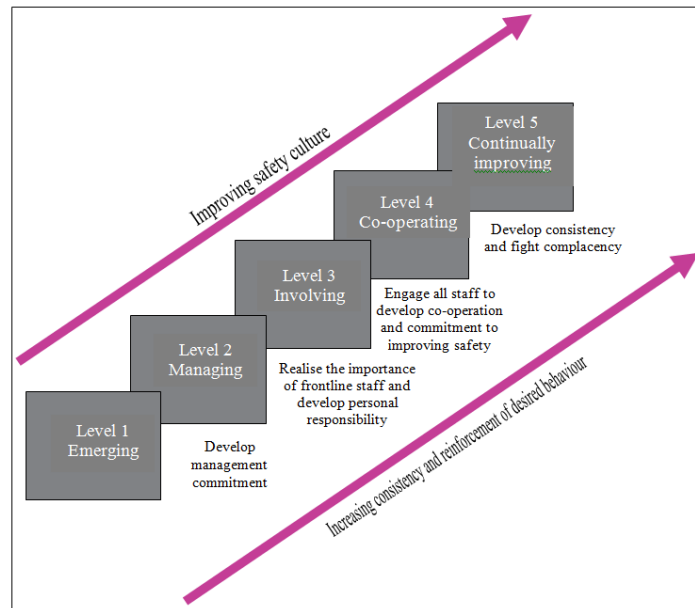 Improving safety culture
Level 5
Continually
improving
Level 4
Co-operating
Develop consistency
and fight complacency
Level 3
Involving
Engage all staff to
develop co-operation
and commitment to
improving safety
Level 2
Managing
Realise the importance
of frontline staff and
develop personal
responsibility
Level 1
Emerging
Develop
management
commitment
Increasing consistency and reinforcement of desired behaviour